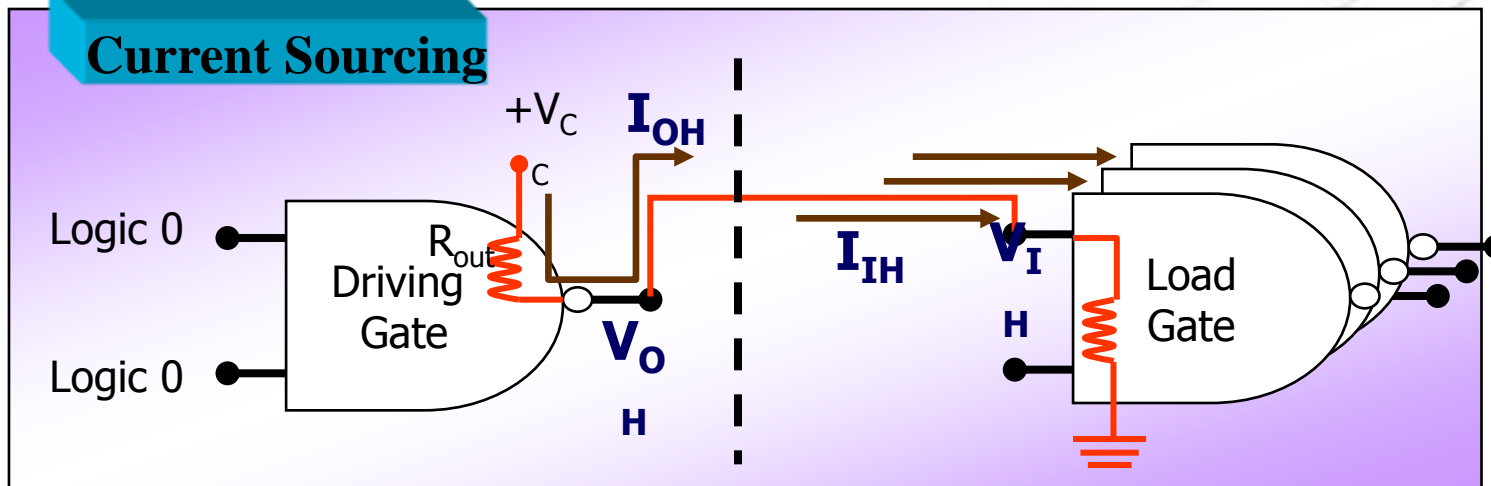 Current Sourcing
+VC
C
IOH
Logic 0
Rout
Driving
Gate
Logic 0
VO
H
IIH
VI
H
Load
Gate